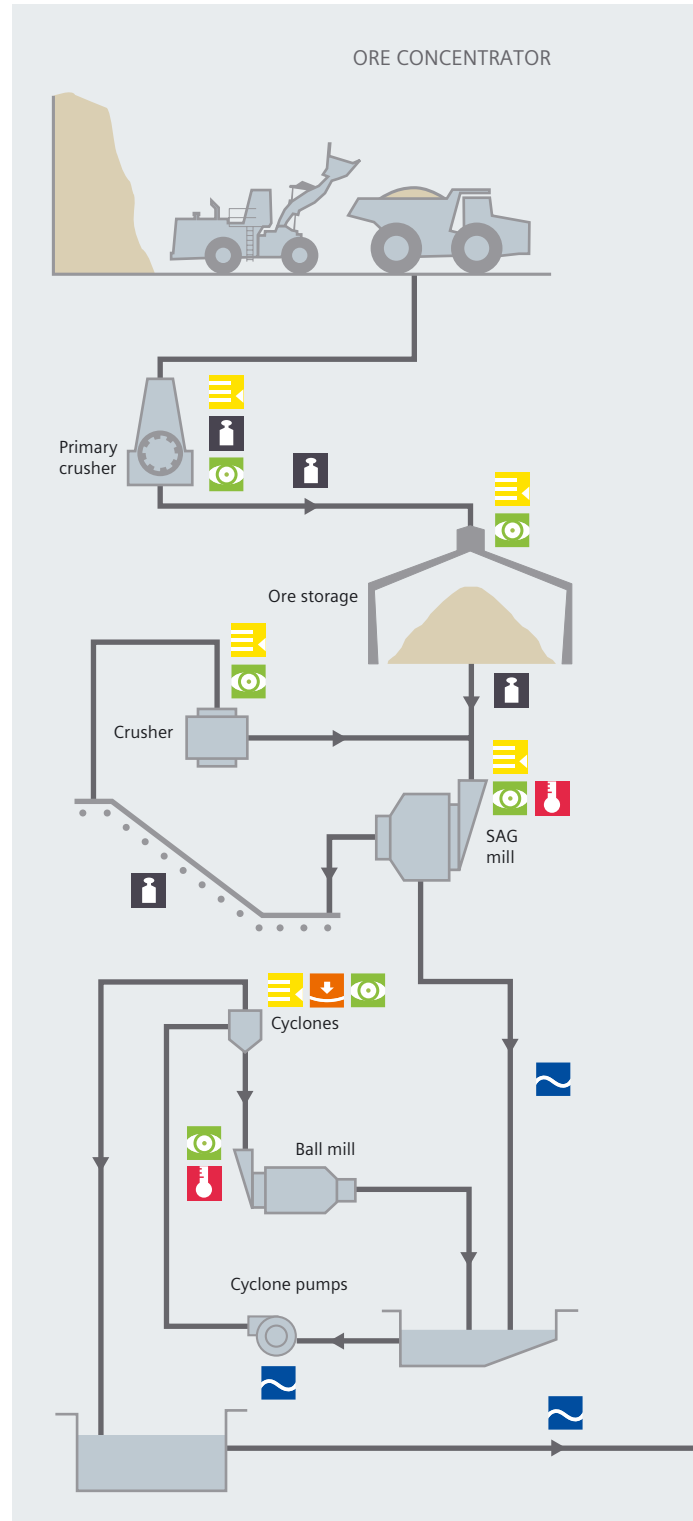 ORE CONCENTRATOR
Primary
crusher
Ore storage
Crusher
SAG
mill
Cyclones
Ball mill
Cyclone pumps